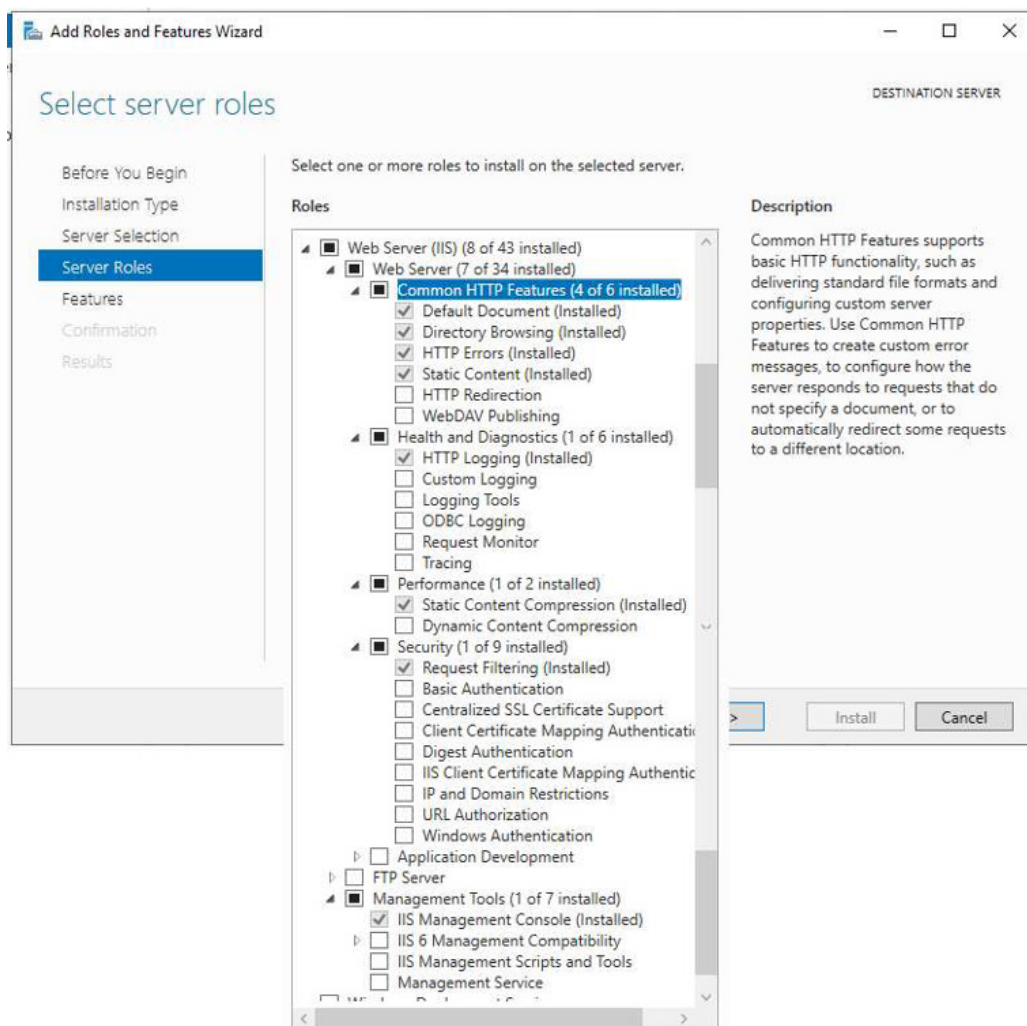 Add Roles and Features Wizard
Select server roles
DESTINATION SERVER
Before You Begin
Installation Type
Server Selection
Server Roles
Features
Confirmation
Results
Select one or more roles to install on the selected server.
Roles
Web Server (IIS) (8 of 43 installed)
Web Server (7 of 34 installed)
Common HTTP Features (4 of 6 installed)
Default Document (Installed)
Directory Browsing (Installed)
HTTP Errors (Installed)
Static Content (Installed)
HTTP Redirection
WebDAV Publishing
Health and Diagnostics (1 of 6 installed)
HTTP Logging (Installed)
Custom Logging
Logging Tools
ODBC Logging
Request Monitor
Tracing
Performance (1 of 2 installed)
Static Content Compression (Installed)
Dynamic Content Compression
Security (1 of 9 installed)
Request Filtering (Installed)
Basic Authentication
Centralized SSL Certificate Support
Client Certificate Mapping Authenticatic
Digest Authentication
IIS Client Certificate Mapping Authentic
IP and Domain Restrictions
URL Authorization
Windows Authentication
Application Development
FTP Server
Management Tools (1 of 7 installed)
IIS Management Console (Installed)
IIS 6 Management Compatibility
IIS Management Scripts and Tools
Management Service
Description
Common HTTP Features supports
basic HTTP functionality, such as
delivering standard file formats and
configuring custom server
properties. Use Common HTTP
Features to create custom error
messages, to configure how the
server responds to requests that do
not specify a document, or to
automatically redirect some requests
to a different location.
>
Install
Cancel